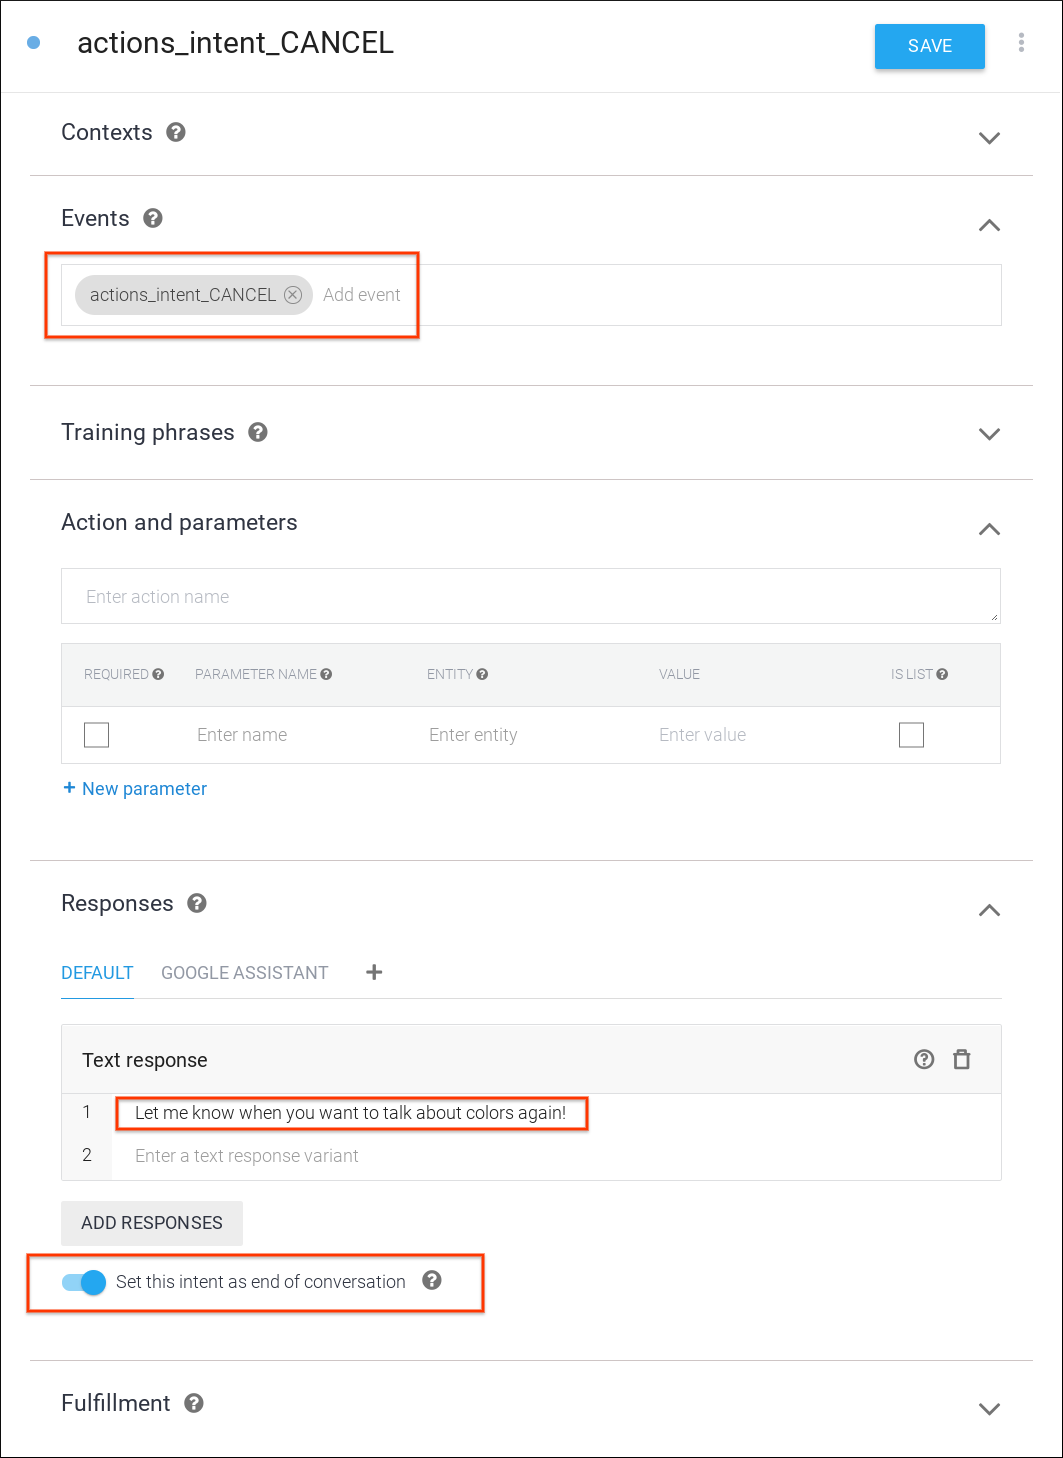 actions_intent_CANCEL
SAVE
Contexts ?
Events ?
actions_intent_CANCEL Add event
Training phrases ?
Action and parameters
Enter action name
REQUIRED ? PARAMETER NAME ? ENTITY ? VALUE IS LIST ?
Enter name Enter entity Enter value
+ New parameter
Responses ?
DEFAULT GOOGLE ASSISTANT +
Text response ?
1 Let me know when you want to talk about colors again!
2 Enter a text response variant
ADD RESPONSES
Set this intent as end of conversation ?
Fulfillment ?